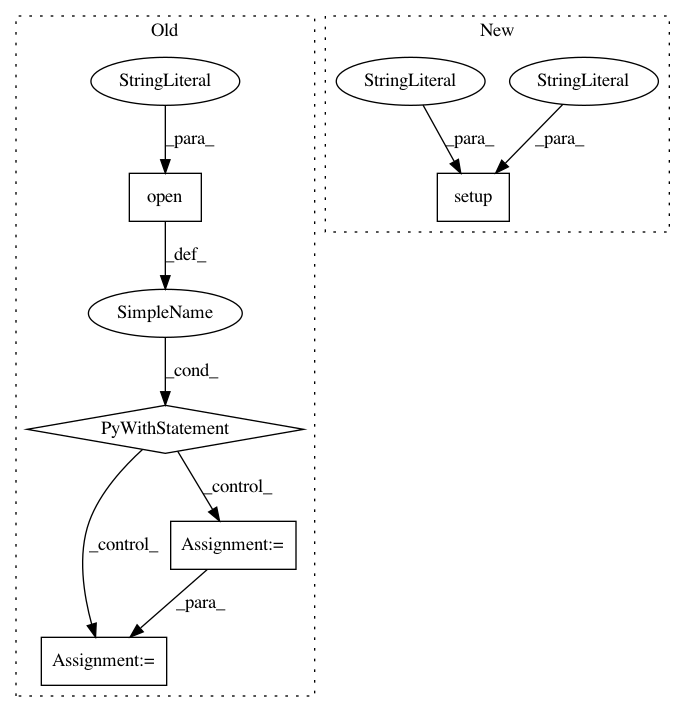 Old
StringLiteral
_para_
open
_def_
SimpleName
_cond_
PyWithStatement
_control_
_control_
Assignment:=
_para_
Assignment:=
New
StringLiteral
StringLiteral
_para_
_para_
setup